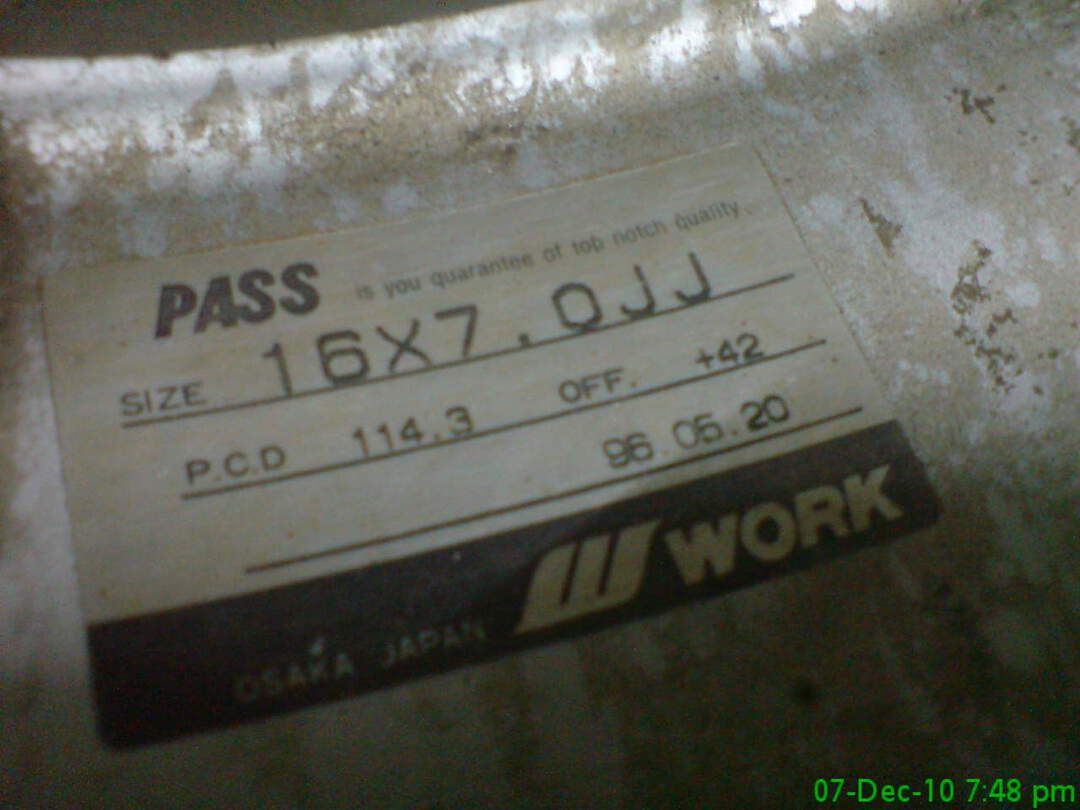 PASS is you quarantee of top notch quality.
SIZE 16X7.0JJ
P.C.D 114.3 OFF. +42
96.05.20
W WORK
OSAKA JAPAN
07-Dec-10 7:48 pm